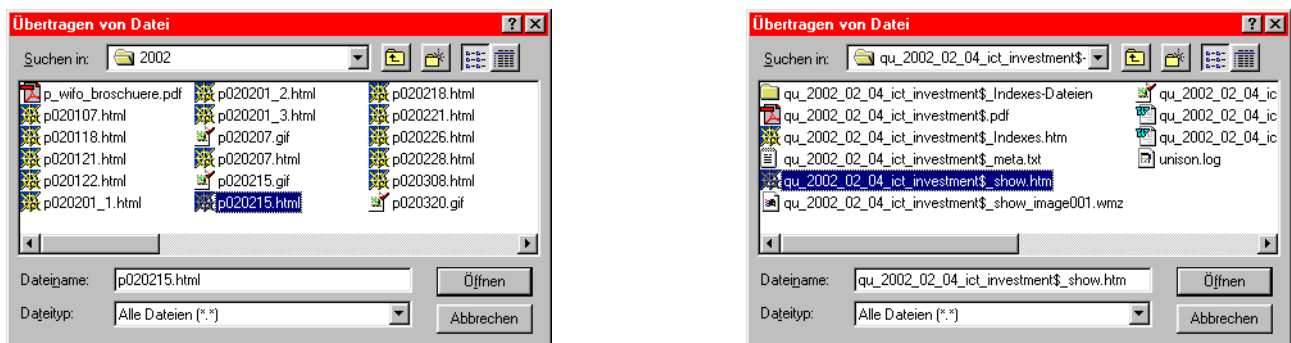 Übertragen von Datei
Suchen in: 2002
p_wifo_broschuere.pdf
p020107.html
p020118.html
p020121.html
p020122.html
p020201_1.html
p020201_2.html
p020201_3.html
p020207.gif
p020207.html
p020215.gif
p020215.html
p020218.html
p020221.html
p020226.html
p020228.html
p020308.html
p020320.gif
Dateiname: p020215.html Öffnen
Dateityp: Alle Dateien (*.*) Abbrechen
Übertragen von Datei
Suchen in: qu_2002_02_04_ict_investment$-
qu_2002_02_04_ict_investment$_Indexes-Dateien
qu_2002_02_04_ict_investment$.pdf
qu_2002_02_04_ict_investment$_Indexes.htm
qu_2002_02_04_ict_investment$_meta.txt
qu_2002_02_04_ict_investment$_show.htm
qu_2002_02_04_ict_investment$_show_image001.wmz
qu_2002_02_04_ic
qu_2002_02_04_ic
qu_2002_02_04_ic
unison.log
Dateiname: qu_2002_02_04_ict_investment$_show.htm Öffnen
Dateityp: Alle Dateien (*.*) Abbrechen